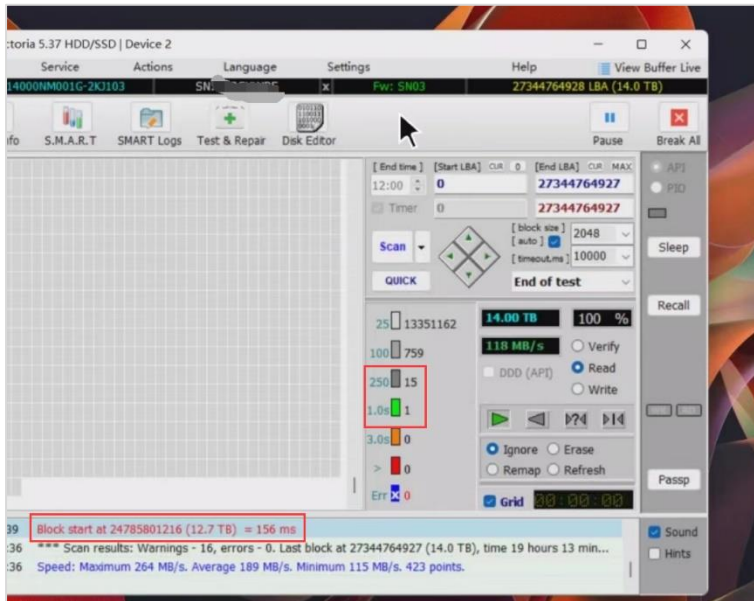 ctoria 5.37 HDD/SSD | Device 2
Service Actions Language Settings Help View Buffer Live
14000NM001G-2KJ103 SN: x Fw: SN03 27344764928 LBA (14.0 TB)
nfo S.M.A.R.T SMART Logs Test & Repair Disk Editor Pause Break All
[ End time ] [Start LBA] CUR 0 [End LBA] CUR MAX
12:00 0 27344764927
Timer 0 27344764927
API
PIO
[ block size ] 2048
[ auto ]
[ timeout,ms ] 10000
Scan
QUICK End of test
Sleep
Recall
25 13351162
100 759
250 15
1.0s 1
3.0s 0
> 0
Err x 0
14.00 TB 100 %
118 MB/s Verify
DDD (API) Read
Write
Ignore Erase
Remap Refresh
Grid 00:00:00
Passp
39 Block start at 24785801216 (12.7 TB) = 156 ms
:36 *** Scan results: Warnings - 16, errors - 0. Last block at 27344764927 (14.0 TB), time 19 hours 13 min...
:36 Speed: Maximum 264 MB/s. Average 189 MB/s. Minimum 115 MB/s. 423 points.
Sound
Hints